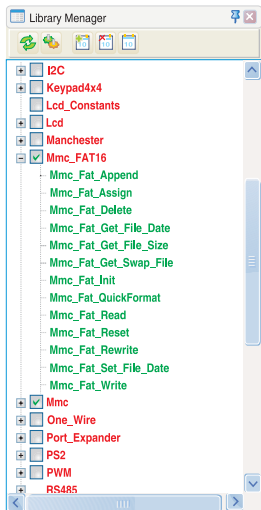 Library Menager
I2C
Keypad4x4
Lcd_Constants
Lcd
Manchester
Mmc_FAT16
Mmc_Fat_Append
Mmc_Fat_Assign
Mmc_Fat_Delete
Mmc_Fat_Get_File_Date
Mmc_Fat_Get_File_Size
Mmc_Fat_Get_Swap_File
Mmc_Fat_Init
Mmc_Fat_QuickFormat
Mmc_Fat_Read
Mmc_Fat_Reset
Mmc_Fat_Rewrite
Mmc_Fat_Set_File_Date
Mmc_Fat_Write
Mmc
One_Wire
Port_Expander
PS2
PWM
RS485